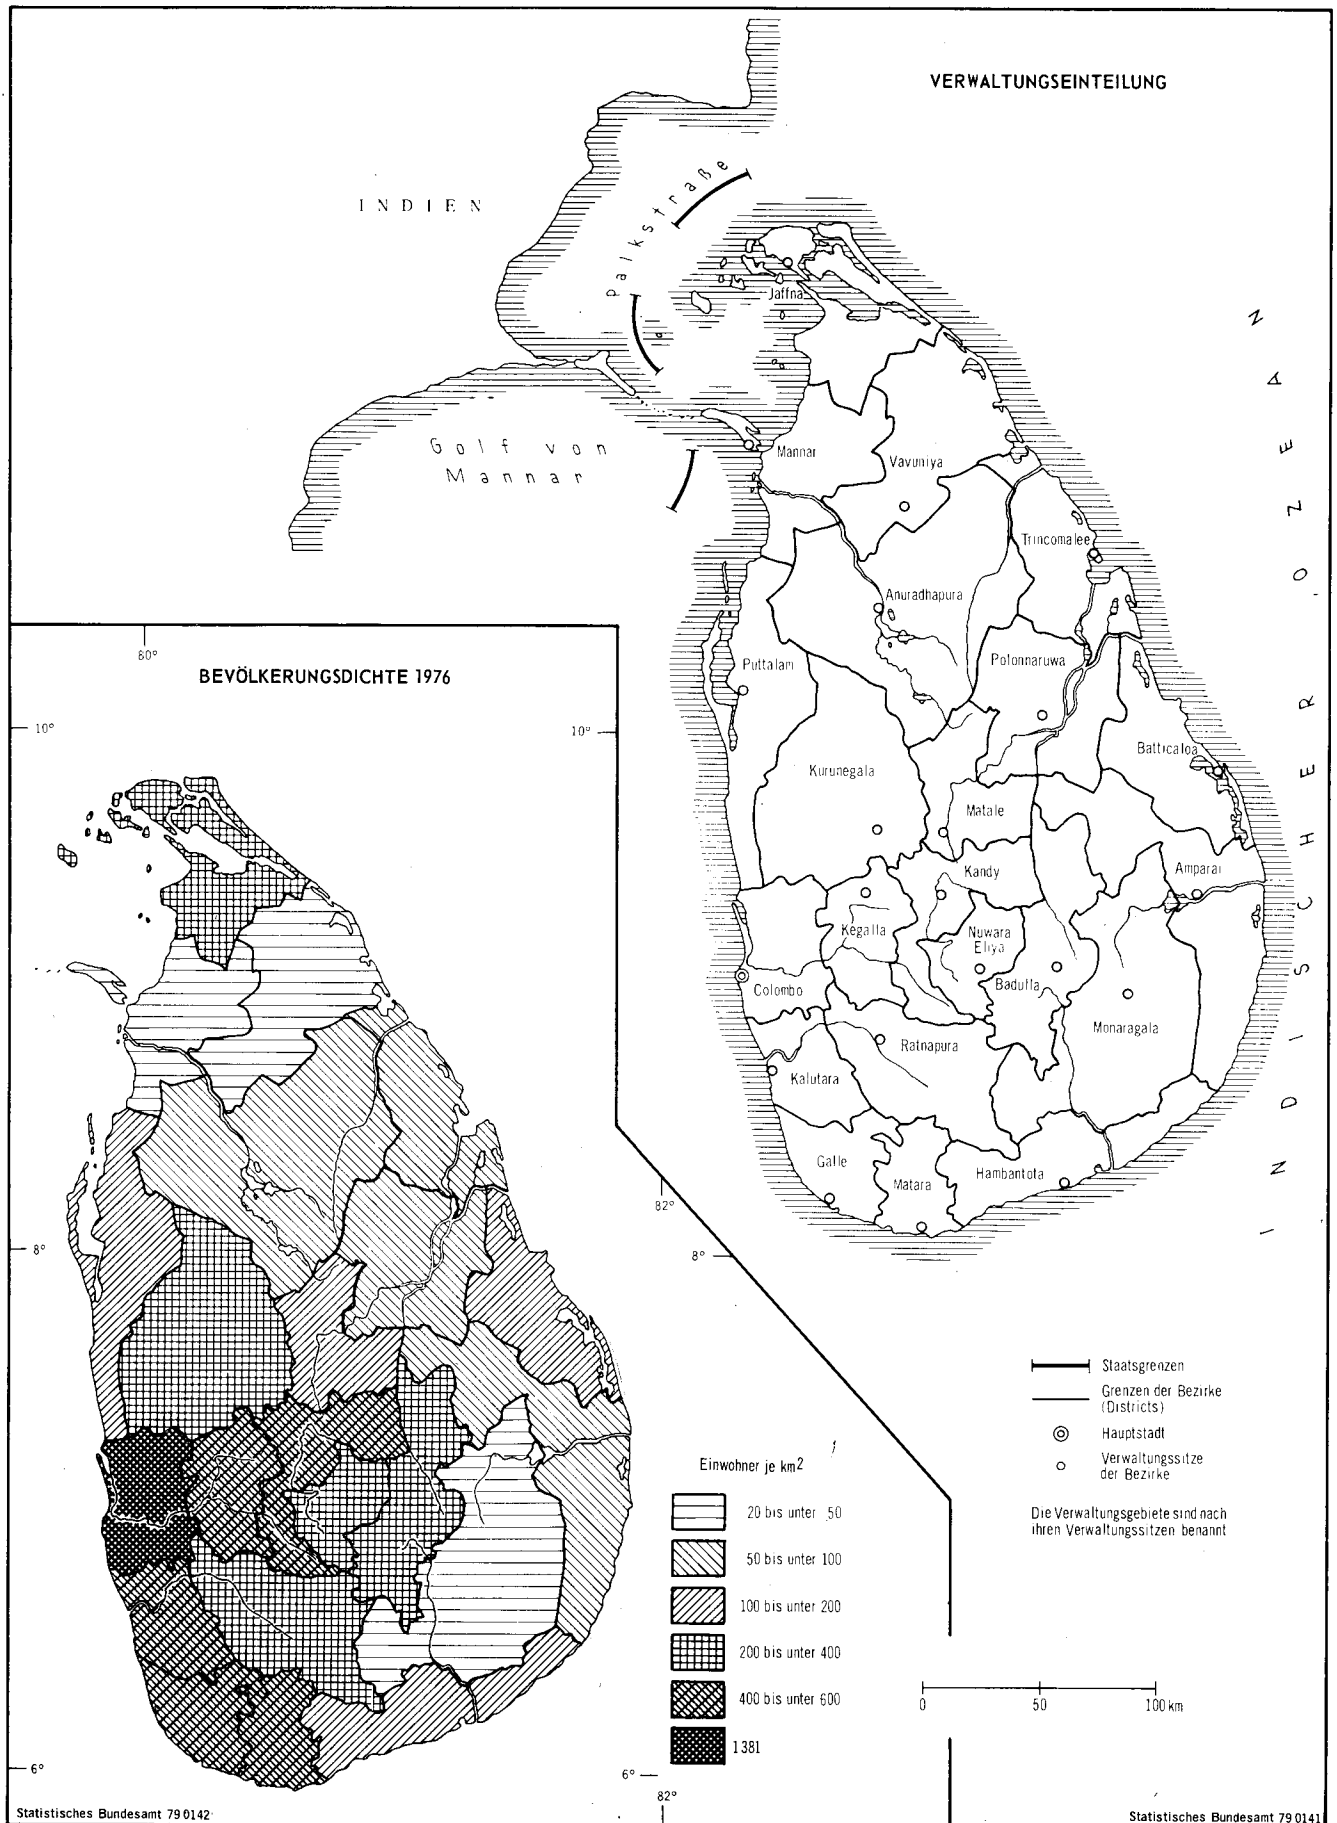 VERWALTUNGSEINTEILUNG
INDIEN
Palkstraße
Jaffna
Golf von
Mannar
Mannar
Vavuniya
Trincomalee
Anuradhapura
Polonnaruwa
Puttalam
Batticaloa
Kurunegala
Matale
Kandy
Amparai
Kegalla
Nuwara
Eliya
Badulla
Colombo
Monaragala
Ratnapura
Kalutara
Galle
Matara
Hambantota
INDISCHER OZEAN
80°
BEVÖLKERUNGSDICHTE 1976
10°
10°
82°
8°
8°
Staatsgrenzen
Grenzen der Bezirke
(Districts)
Hauptstadt
Verwaltungssitze
der Bezirke
Die Verwaltungsgebiete sind nach
ihren Verwaltungssitzen benannt
Einwohner je km²
20 bis unter 50
50 bis unter 100
100 bis unter 200
200 bis unter 400
400 bis unter 600
1381
0 50 100 km
6°
6°
82°
Statistisches Bundesamt 79 0142
Statistisches Bundesamt 79 0141